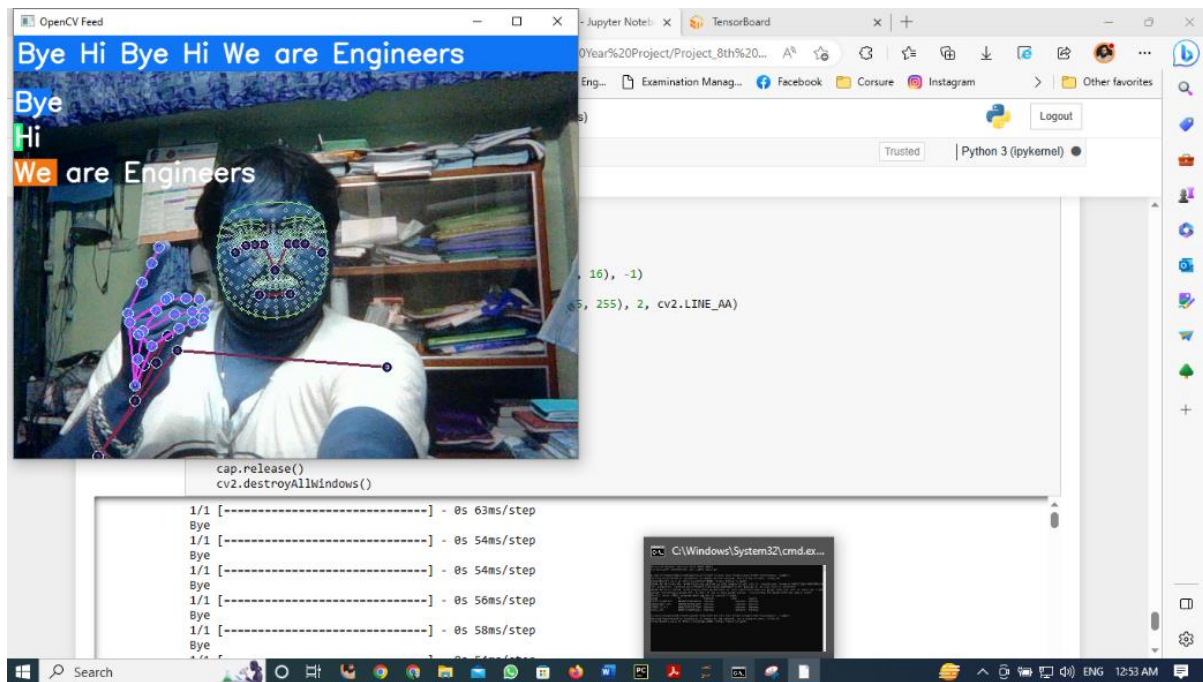 OpenCV Feed
- Jupyter Noteb
TensorBoard
Bye Hi Bye Hi We are Engineers
0Year%20Project/Project_8th%20...
Eng...
Examination Manag...
Facebook
Corsure
Instagram
Other favorites
Bye
Hi
We are Engineers
s)
Logout
Trusted
Python 3 (ipykernel)
, 16), -1)
5, 255), 2, cv2.LINE_AA)
cap.release()
cv2.destroyAllWindows()
1/1 [------------------------------] - 0s 63ms/step
Bye
1/1 [------------------------------] - 0s 54ms/step
Bye
1/1 [------------------------------] - 0s 54ms/step
Bye
1/1 [------------------------------] - 0s 56ms/step
Bye
1/1 [------------------------------] - 0s 58ms/step
Bye
C:\Windows\System32\cmd.ex...
Search
ENG
12:53 AM